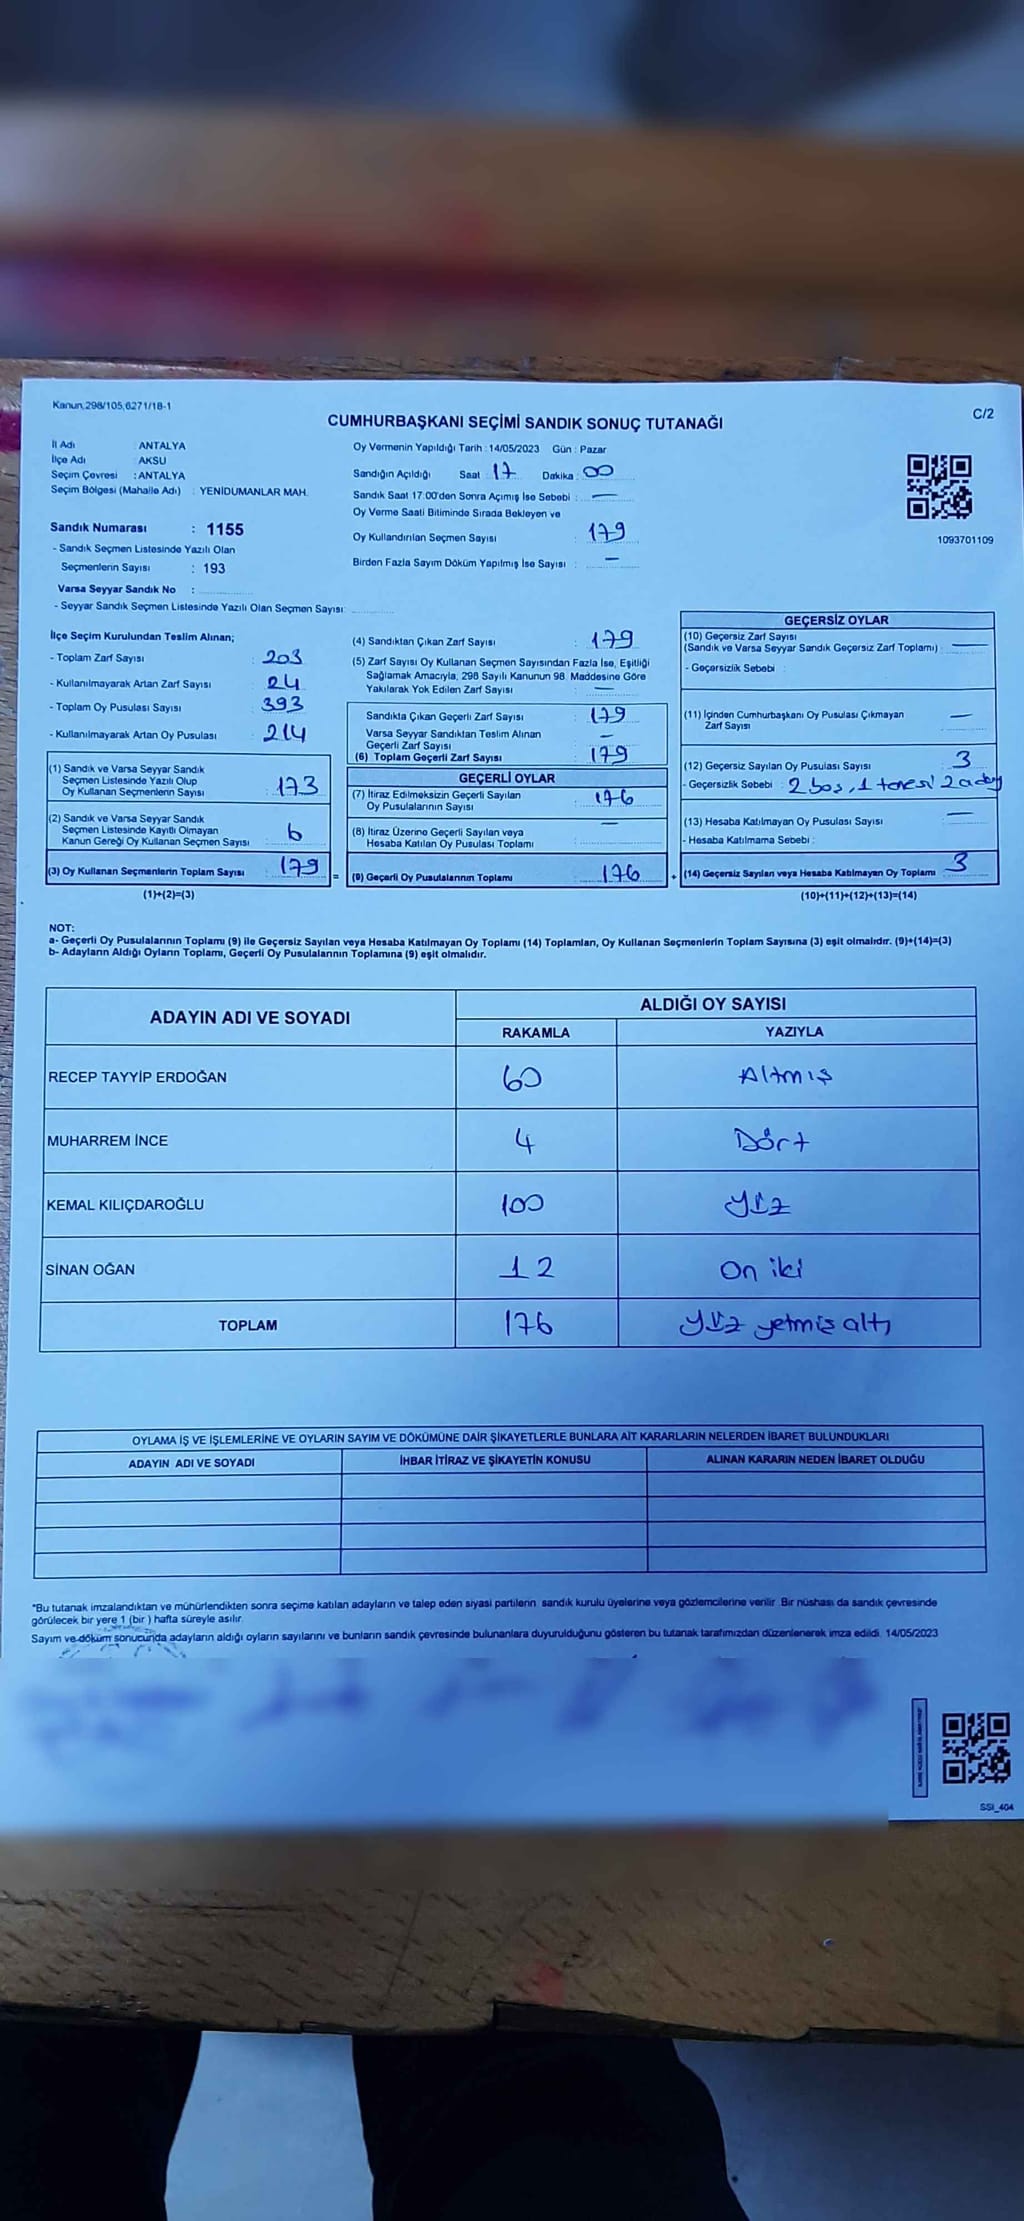 Kanun,298/105,6271/18-1
CUMHURBAŞKANI SEÇİMİ SANDIK SONUÇ TUTANAĞI
C/2
İl Adı : ANTALYA
İlçe Adı : AKSU
Seçim Çevresi : ANTALYA
Seçim Bölgesi (Mahalle Adı) : YENİDUMANLAR MAH.
Oy Vermenin Yapıldığı Tarih : 14/05/2023 Gün : Pazar
Sandığın Açıldığı Saat : 17 Dakika : 00
Sandık Saat 17:00'den Sonra Açımış İse Sebebi : —
Oy Verme Saati Bitiminde Sırada Bekleyen ve
Oy Kullandırılan Seçmen Sayısı : 179
Birden Fazla Sayım Döküm Yapılmış İse Sayısı : —
1093701109
Sandık Numarası : 1155
- Sandık Seçmen Listesinde Yazılı Olan
Seçmenlerin Sayısı : 193
Varsa Seyyar Sandık No :
- Seyyar Sandık Seçmen Listesinde Yazılı Olan Seçmen Sayısı:
İlçe Seçim Kurulundan Teslim Alınan;
- Toplam Zarf Sayısı : 203
- Kullanılmayarak Artan Zarf Sayısı : 24
- Toplam Oy Pusulası Sayısı : 393
- Kullanılmayarak Artan Oy Pusulası : 214
(1) Sandık ve Varsa Seyyar Sandık
Seçmen Listesinde Yazılı Olup
Oy Kullanan Seçmenlerin Sayısı : 173
(2) Sandık ve Varsa Seyyar Sandık
Seçmen Listesinde Kayıtlı Olmayan
Kanun Gereği Oy Kullanan Seçmen Sayısı : 6
(3) Oy Kullanan Seçmenlerin Toplam Sayısı : 179
(1)+(2)=(3)
(4) Sandıktan Çıkan Zarf Sayısı : 179
(5) Zarf Sayısı Oy Kullanan Seçmen Sayısından Fazla İse, Eşitliği
Sağlamak Amacıyla, 298 Sayılı Kanunun 98. Maddesine Göre
Yakılarak Yok Edilen Zarf Sayısı : —
Sandıkta Çıkan Geçerli Zarf Sayısı : 179
Varsa Seyyar Sandıktan Teslim Alınan
Geçerli Zarf Sayısı : —
(6) Toplam Geçerli Zarf Sayısı : 179
GEÇERLİ OYLAR
(7) İtiraz Edilmeksizin Geçerli Sayılan
Oy Pusulalarının Sayısı : 176
(8) İtiraz Üzerine Geçerli Sayılan veya
Hesaba Katılan Oy Pusulası Toplamı : —
= (9) Geçerli Oy Pusulalarının Toplamı : 176
GEÇERSİZ OYLAR
(10) Geçersiz Zarf Sayısı
(Sandık ve Varsa Seyyar Sandık Geçersiz Zarf Toplamı) : —
- Geçersizlik Sebebi :
(11) İçinden Cumhurbaşkanı Oy Pusulası Çıkmayan
Zarf Sayısı : —
(12) Geçersiz Sayılan Oy Pusulası Sayısı : 3
- Geçersizlik Sebebi : 2 boş, 1 tanesi 2 aday
(13) Hesaba Katılmayan Oy Pusulası Sayısı : —
- Hesaba Katılmama Sebebi :
+ (14) Geçersiz Sayılan veya Hesaba Katılmayan Oy Toplamı : 3
(10)+(11)+(12)+(13)=(14)
NOT:
a- Geçerli Oy Pusulalarının Toplamı (9) ile Geçersiz Sayılan veya Hesaba Katılmayan Oy Toplamı (14) Toplamları, Oy Kullanan Seçmenlerin Toplam Sayısına (3) eşit olmalıdır. (9)+(14)=(3)
b- Adayların Aldığı Oyların Toplamı, Geçerli Oy Pusulalarının Toplamına (9) eşit olmalıdır.
ADAYIN ADI VE SOYADI
ALDIĞI OY SAYISI
RAKAMLA YAZIYLA
RECEP TAYYİP ERDOĞAN 60 Altmış
MUHARREM İNCE 4 Dört
KEMAL KILIÇDAROĞLU 100 Yüz
SİNAN OĞAN 12 On iki
TOPLAM 176 Yüz yetmiş altı
OYLAMA İŞ VE İŞLEMLERİNE VE OYLARIN SAYIM VE DÖKÜMÜNE DAİR ŞİKAYETLERLE BUNLARA AİT KARARLARIN NELERDEN İBARET BULUNDUKLARI
ADAYIN ADI VE SOYADI İHBAR İTİRAZ VE ŞİKAYETİN KONUSU ALINAN KARARIN NEDEN İBARET OLDUĞU
"Bu tutanak imzalandıktan ve mühürlendikten sonra seçime katılan adayların ve talep eden siyasi partilerin sandık kurulu üyelerine veya gözlemcilerine verilir. Bir nüshası da sandık çevresinde
görülecek bir yere 1 (bir ) hafta süreyle asılır.
Sayım ve döküm sonucunda adayların aldığı oyların sayılarını ve bunların sandık çevresinde bulunanlara duyurulduğunu gösteren bu tutanak tarafımızdan düzenlenerek imza edildi. 14/05/2023
SSI_404